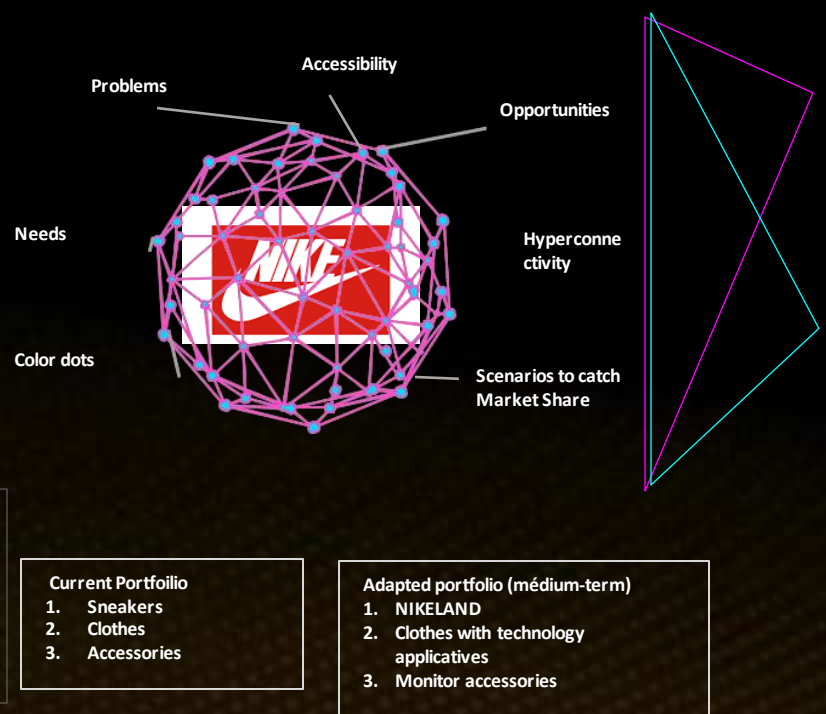 Accessibility
Problems
Opportunities
NIKE
Needs
Hyperconne
ctivity
Color dots
Scenarios to catch
Market Share
Current Portfoilio
1. Sneakers
2. Clothes
3. Accessories
Adapted portfolio (médium-term)
1. NIKELAND
2. Clothes with technology
applicatives
3. Monitor accessories